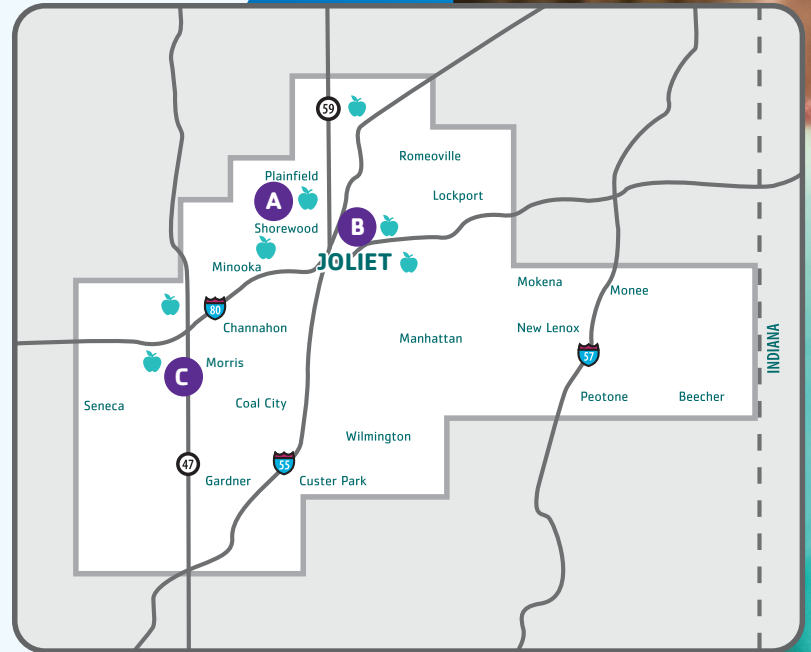 59
Romeoville
Plainfield
Lockport
A
Shorewood
B
JOLIET
Minooka
Mokena
Monee
80
Channahon
New Lenox
Manhattan
57
INDIANA
Morris
C
Coal City
Seneca
Peotone
Beecher
Wilmington
47
55
Gardner
Custer Park